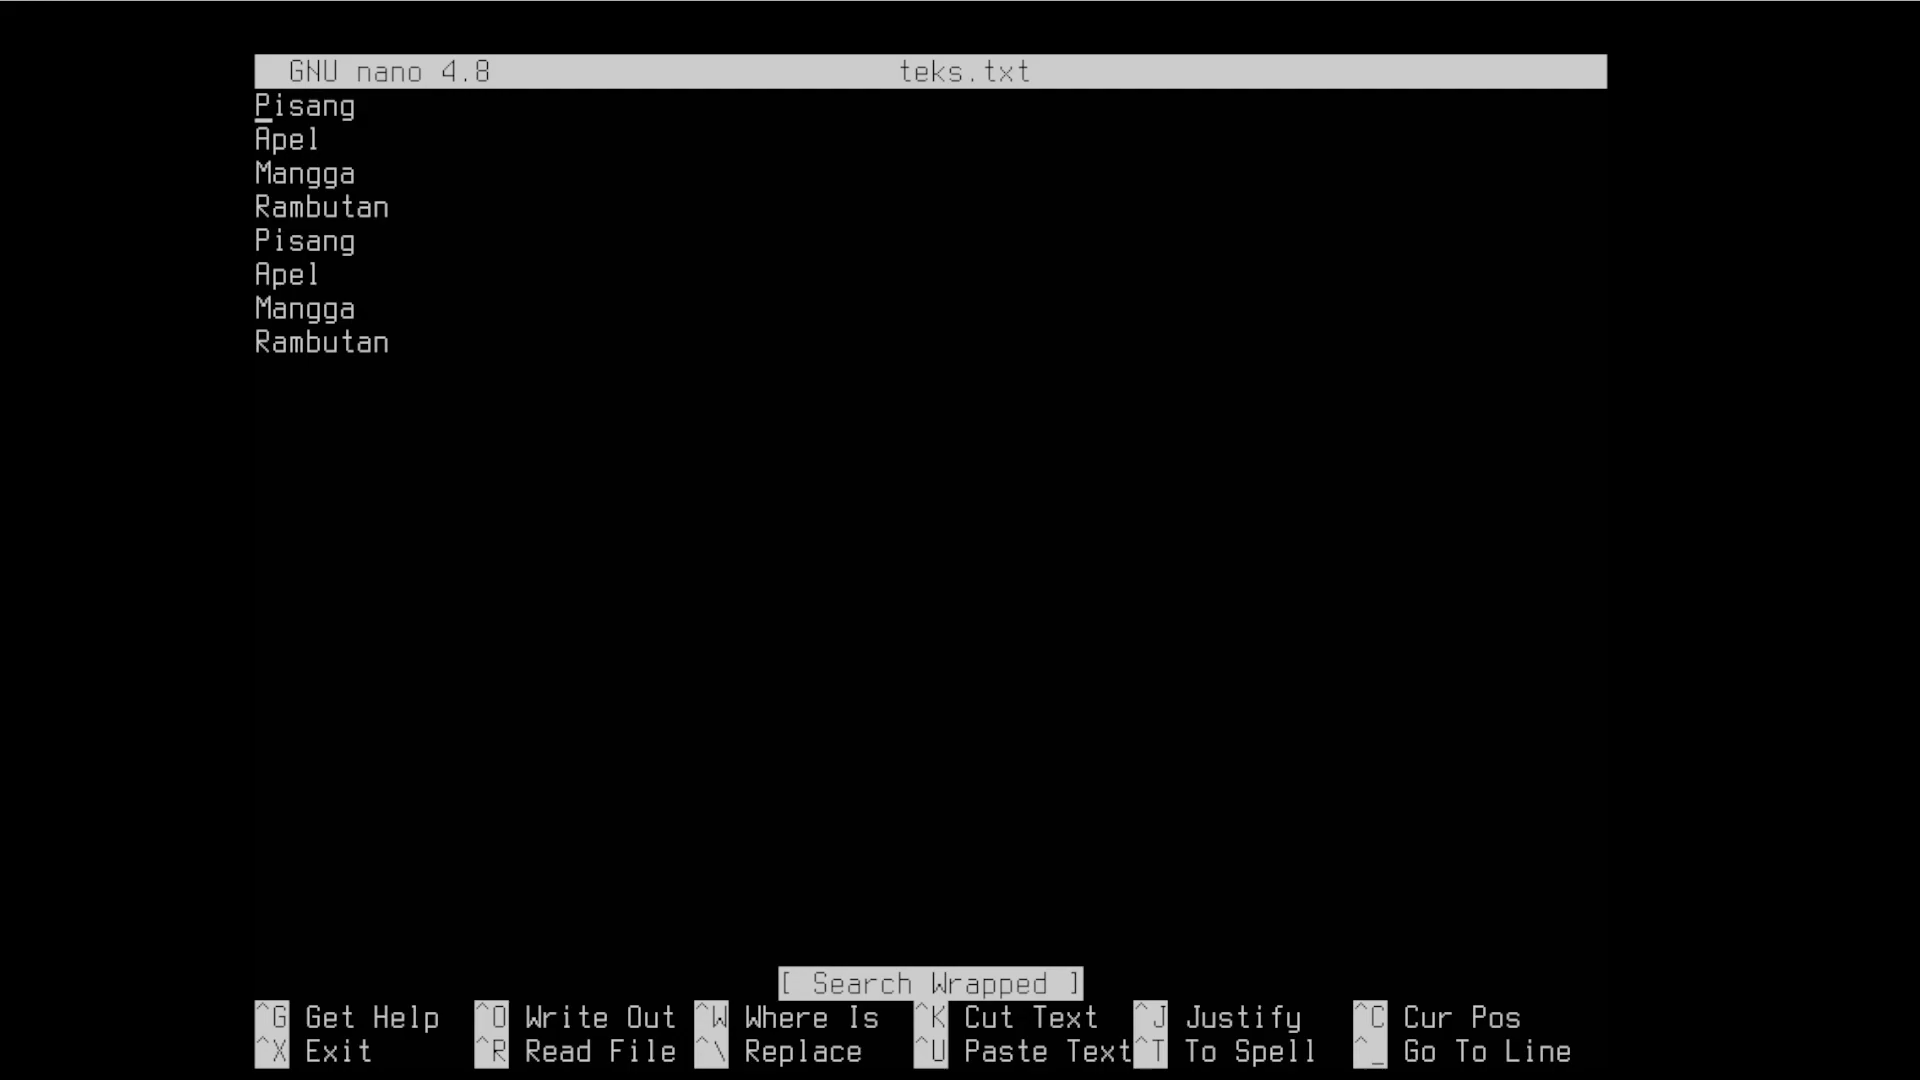 GNU nano 4.8 teks.txt
Pisang
Apel
Mangga
Rambutan
Pisang
Apel
Mangga
Rambutan
[ Search Wrapped ]
^G Get Help ^O Write Out ^W Where Is ^K Cut Text ^J Justify ^C Cur Pos
^X Exit ^R Read File ^\ Replace ^U Paste Text ^T To Spell ^_ Go To Line